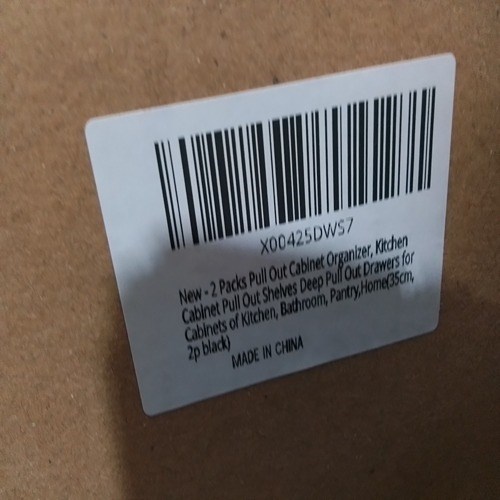 X00425DWS7
New - 2 Packs Pull Out Cabinet Organizer, Kitchen
Cabinet Pull Out Shelves Deep Pull Out Drawers for
Cabinets of Kitchen, Bathroom, Pantry,Home(35cm,
2p black)
MADE IN CHINA